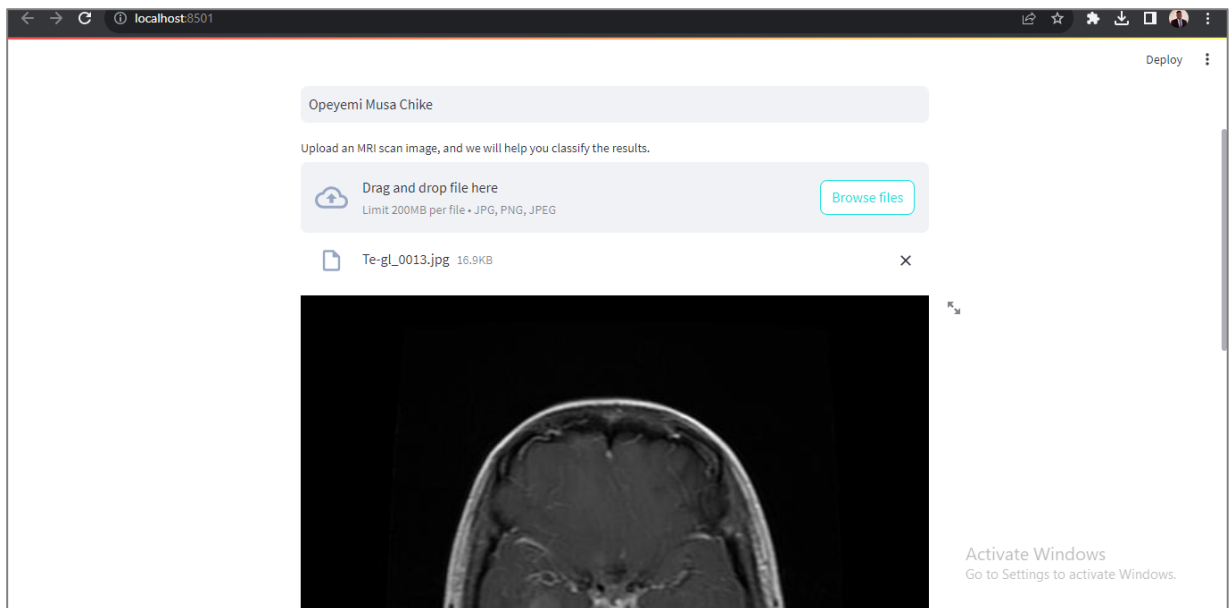 localhost:8501
Deploy
Opeyemi Musa Chike
Upload an MRI scan image, and we will help you classify the results.
Drag and drop file here
Limit 200MB per file • JPG, PNG, JPEG
Browse files
Te-gl_0013.jpg 16.9KB
Activate Windows
Go to Settings to activate Windows.